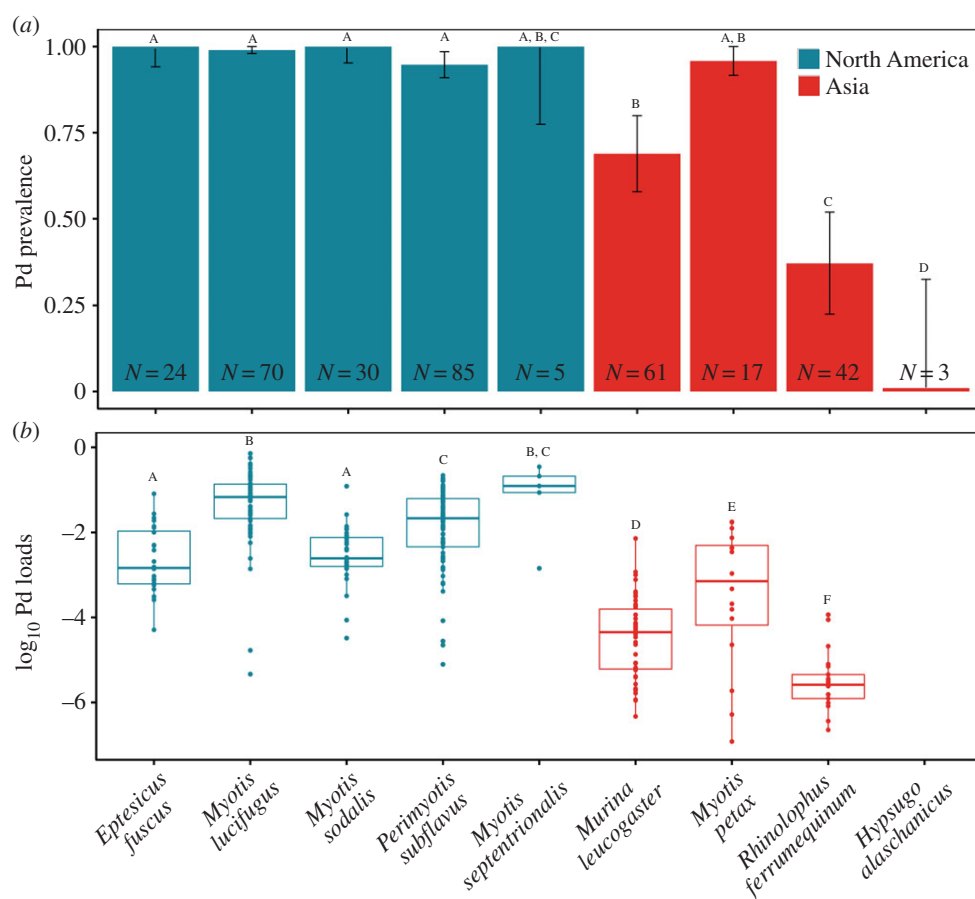 (a)
1.00
0.75
0.50
0.25
0
Pd prevalence
A
A
A
A
A, B, C
B
A, B
C
D
North America
Asia
N = 24
N = 70
N = 30
N = 85
N = 5
N = 61
N = 17
N = 42
N = 3
(b)
0
−2
−4
−6
log10 Pd loads
A
B
A
C
B, C
D
E
F
Eptesicus
fuscus
Myotis
lucifugus
Myotis
sodalis
Perimyotis
subflavus
Myotis
septentrionalis
Murina
leucogaster
Myotis
petax
Rhinolophus
ferrumequinum
Hypsugo
alaschanicus